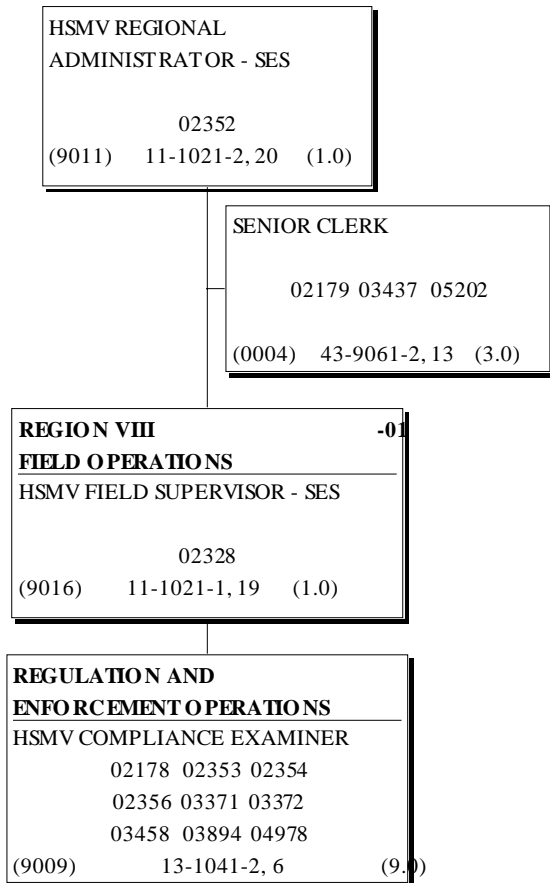 HSMV REGIONAL
ADMINISTRATOR - SES
02352
(9011) 11-1021-2, 20 (1.0)
SENIOR CLERK
02179 03437 05202
(0004) 43-9061-2, 13 (3.0)
REGION VIII -01
FIELD OPERATIONS
HSMV FIELD SUPERVISOR - SES
02328
(9016) 11-1021-1, 19 (1.0)
REGULATION AND
ENFORCEMENT OPERATIONS
HSMV COMPLIANCE EXAMINER
02178 02353 02354
02356 03371 03372
03458 03894 04978
(9009) 13-1041-2, 6 (9.0)